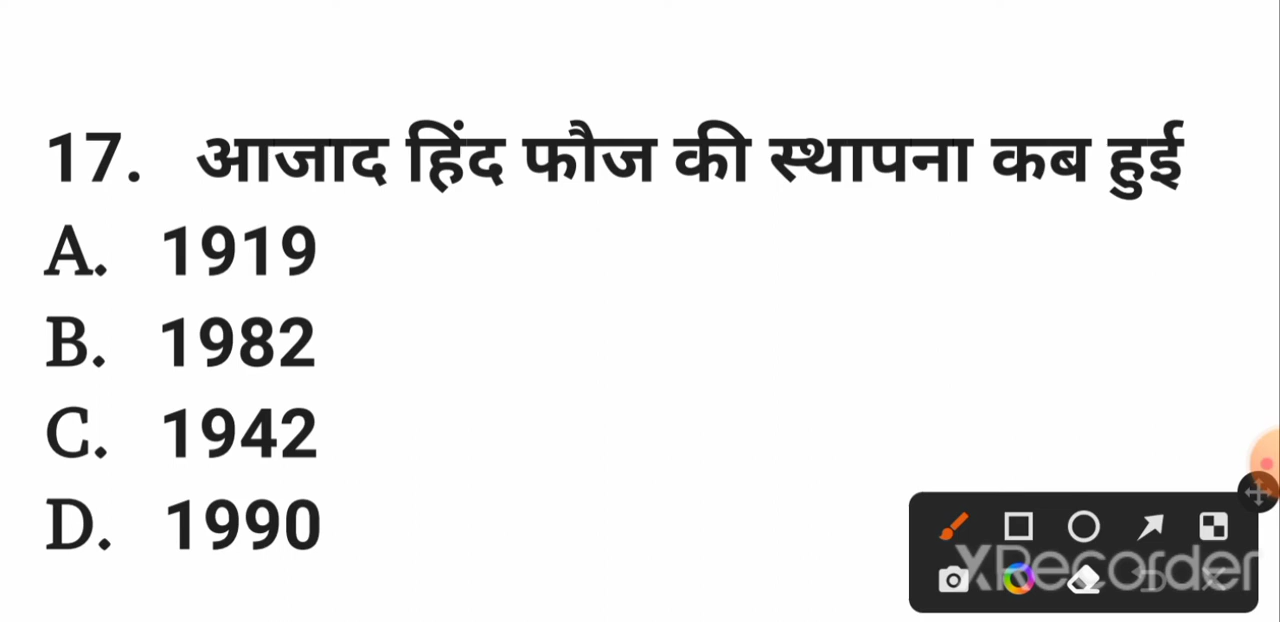 17. आजाद हिंद फौज की स्थापना कब हुई
A. 1919
B. 1982
C. 1942
D. 1990
XRecorder